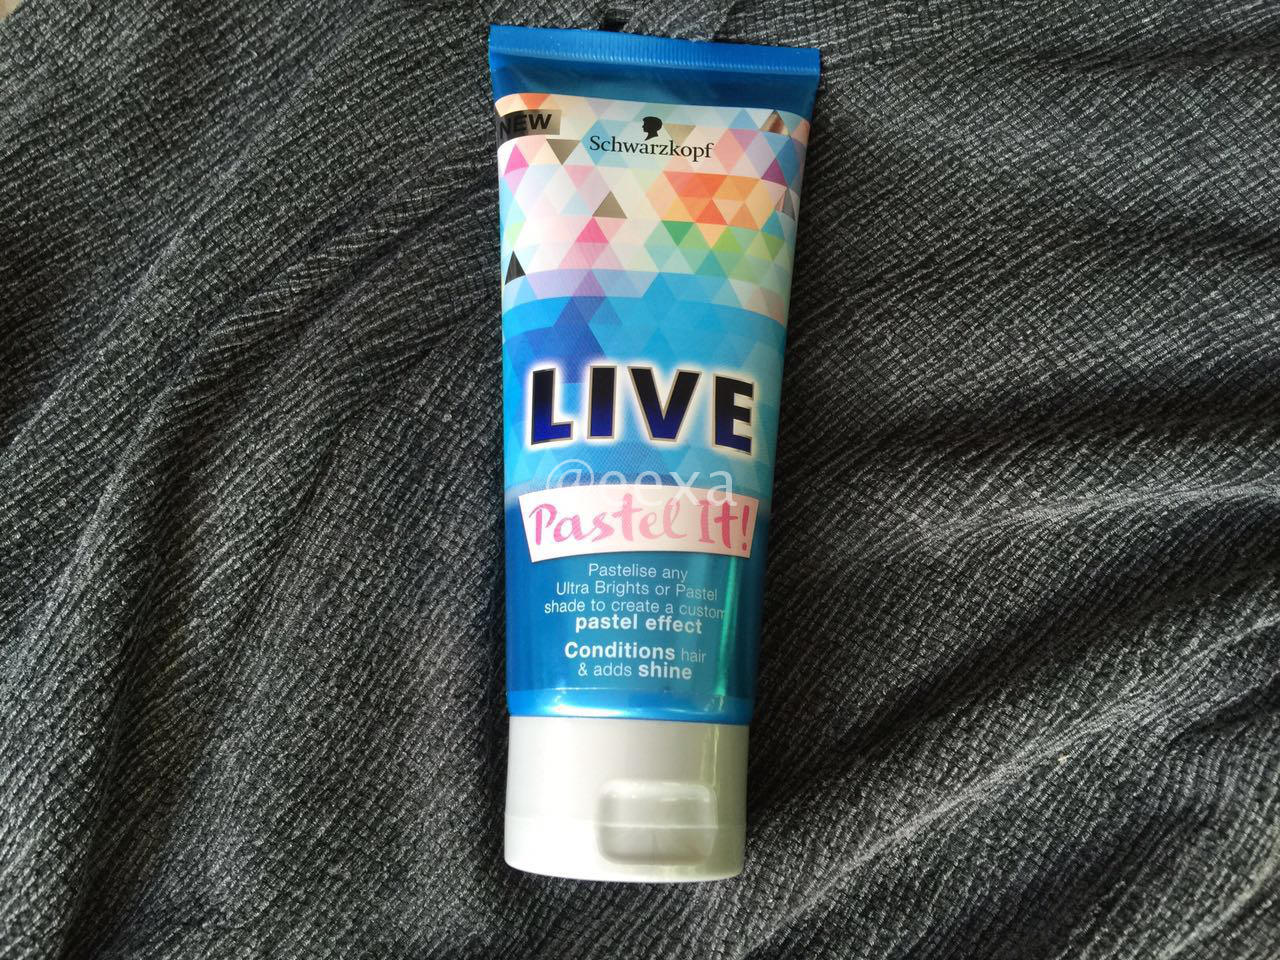 NEW
Schwarzkopf
LIVE
@eexa
Pastel It!
Pastelise any
Ultra Brights or Pastel
shade to create a custom
pastel effect
Conditions hair
& adds shine